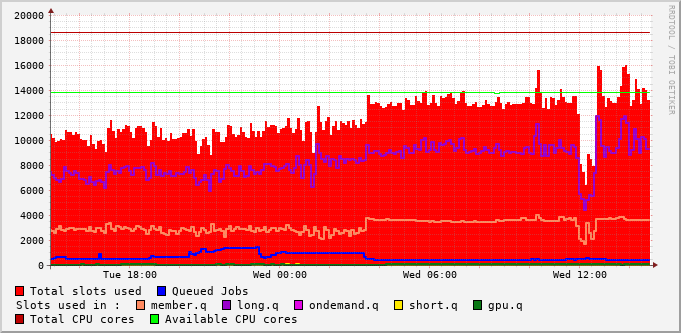 20000
18000
16000
14000
12000
10000
8000
6000
4000
2000
0
Tue 18:00 Wed 00:00 Wed 06:00 Wed 12:00
RRDTOOL / TOBI OETIKER
Total slots used Queued Jobs
Slots used in : member.q long.q ondemand.q short.q gpu.q
Total CPU cores Available CPU cores